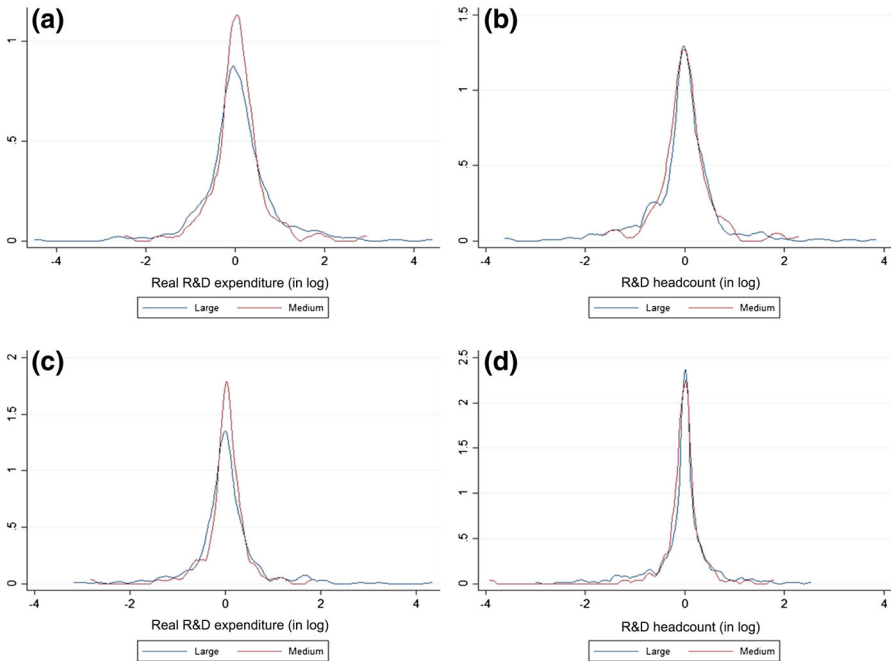 (a)
1
.5
0
-4 -2 0 2 4
Real R&D expenditure (in log)
Large Medium
(b)
1.5
1
.5
0
-4 -2 0 2 4
R&D headcount (in log)
Large Medium
(c)
2
1.5
1
.5
0
-4 -2 0 2 4
Real R&D expenditure (in log)
Large Medium
(d)
2.5
2
1.5
1
.5
0
-4 -2 0 2 4
R&D headcount (in log)
Large Medium